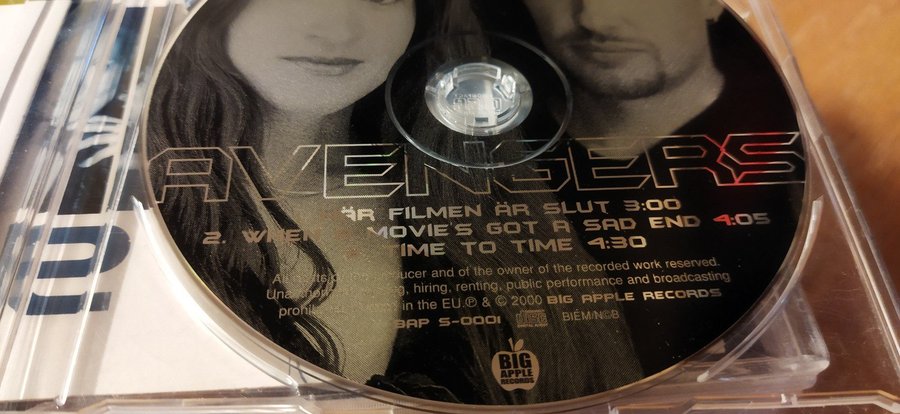 AVENGERS
ÄR FILMEN ÄR SLUT 3:00
2. WHEN MOVIE'S GOT A SAD END 4:05
TIME TO TIME 4:30
and of the owner of the recorded work reserved.
hiring, renting, public performance and broadcasting
in the EU.℗ & © 2000 BIG APPLE RECORDS
BAP S-0001 BIEM/N©B
BIG
APPLE
RECORDS